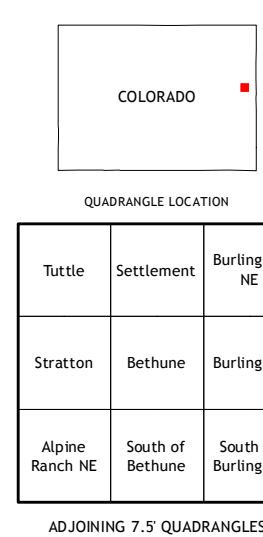 COLORADO
QUADRANGLE LOCATION
Tuttle
Settlement
Burling
NE
Stratton
Bethune
Burling
Alpine
Ranch NE
South of
Bethune
South
Burling
ADJOINING 7.5' QUADRANGLES